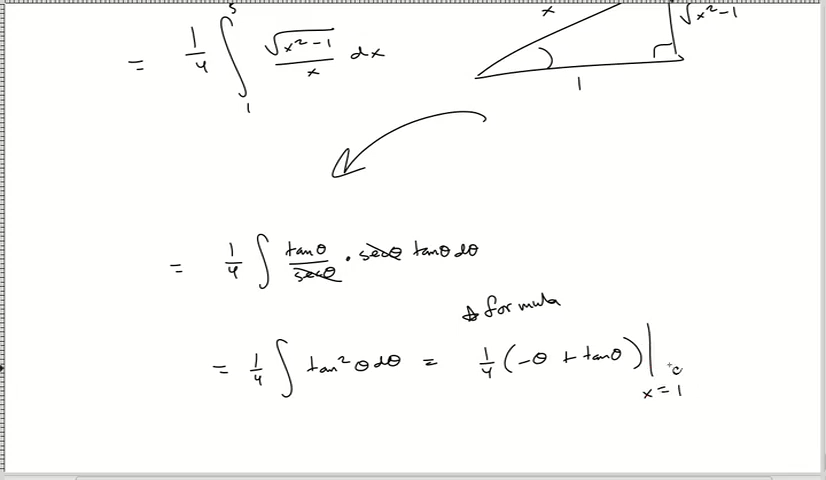 = 1/4 ∫₁⁵ √(x²-1)/x dx
x
√x²-1
1
= 1/4 ∫ tanθ/secθ · secθ tanθ dθ
formula
= 1/4 ∫ tan²θ dθ = 1/4 (-θ + tanθ) |
x = 1